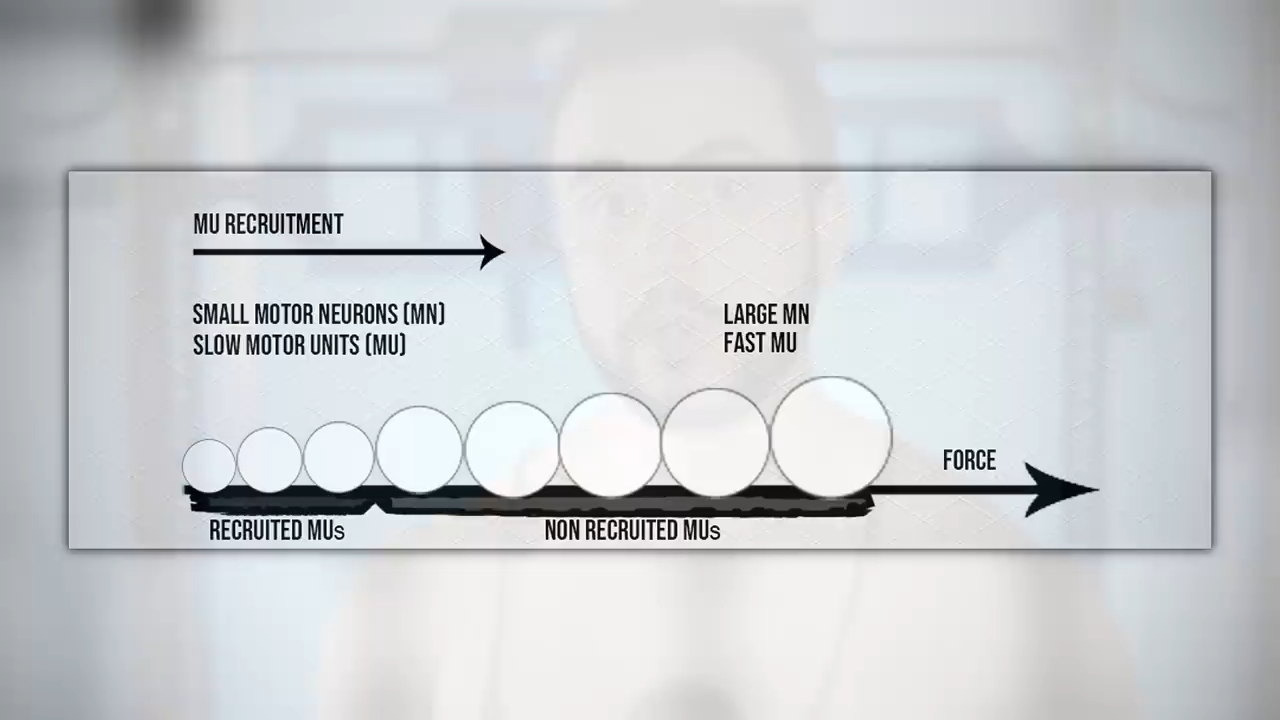 MU RECRUITMENT
SMALL MOTOR NEURONS (MN)
SLOW MOTOR UNITS (MU)
LARGE MN
FAST MU
FORCE
RECRUITED MUs
NON RECRUITED MUs